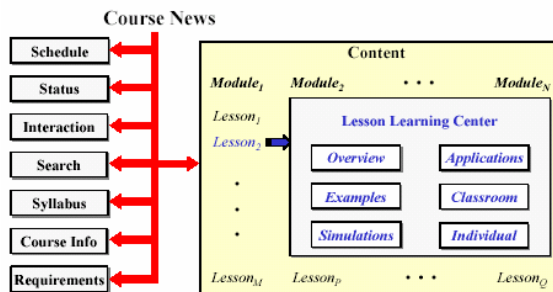 Course News
Schedule
Status
Interaction
Search
Syllabus
Course Info
Requirements
Content
Module1 Module2 • • • ModuleN
Lesson1
Lesson2
•
•
•
Lesson Learning Center
Overview Applications
Examples Classroom
Simulations Individual
LessonM LessonP • • • LessonQ